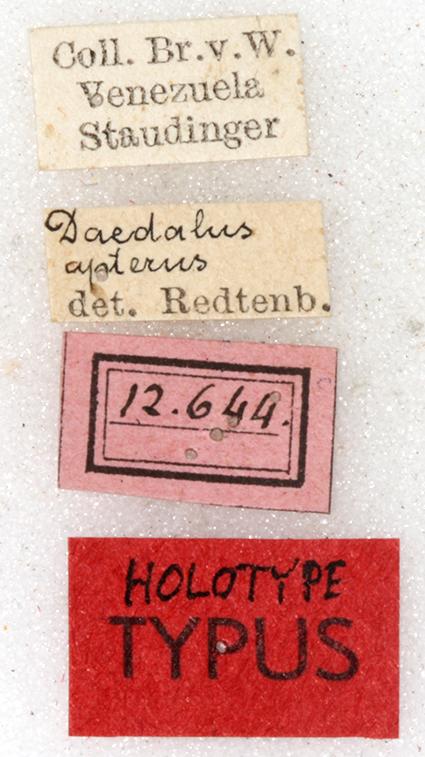 Coll. Br.v.W.
Venezuela
Staudinger
Daedalus
apterus
det. Redtenb.
12.644.
HOLOTYPE
TYPUS